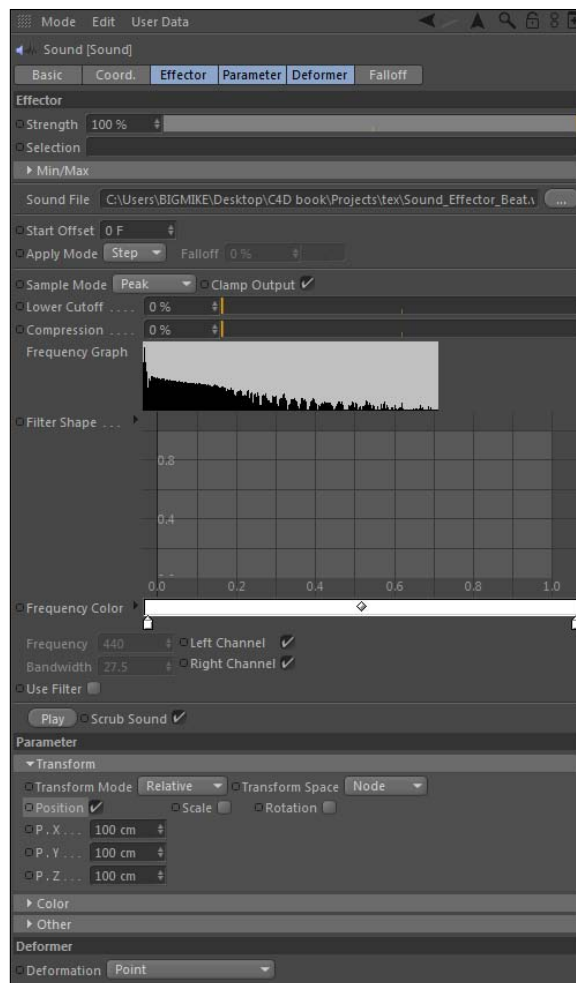 Mode Edit User Data
Sound [Sound]
Basic Coord. Effector Parameter Deformer Falloff
Effector
Strength 100 %
Selection
Min/Max
Sound File C:\Users\BIGMIKE\Desktop\C4D book\Projects\tex\Sound_Effector_Beat.v ...
Start Offset 0 F
Apply Mode Step Falloff 0 %
Sample Mode Peak Clamp Output
Lower Cutoff .... 0 %
Compression .... 0 %
Frequency Graph
Filter Shape ...
0.8
0.4
0.0 0.2 0.4 0.6 0.8 1.0
Frequency Color
Frequency 440 Left Channel
Bandwidth 27.5 Right Channel
Use Filter
Play Scrub Sound
Parameter
Transform
Transform Mode Relative Transform Space Node
Position Scale Rotation
P . X ... 100 cm
P . Y ... 100 cm
P . Z ... 100 cm
Color
Other
Deformer
Deformation Point